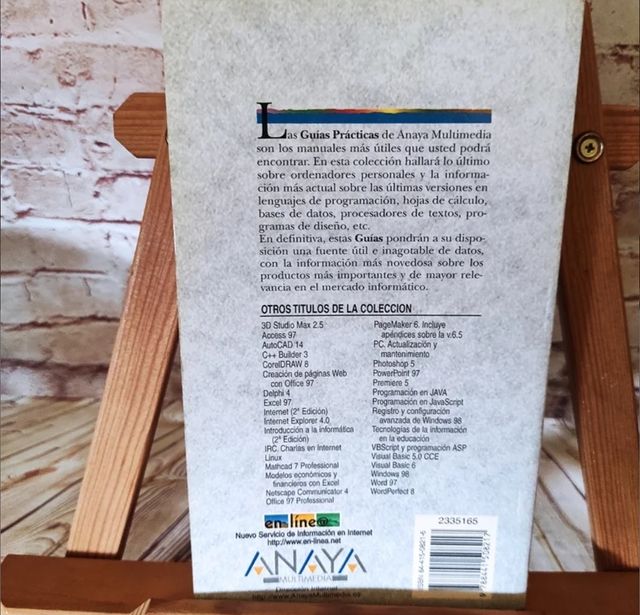 Las Guías Prácticas de Anaya Multimedia
son los manuales más útiles que usted podrá
encontrar. En esta colección hallará lo último
sobre ordenadores personales y la informa-
ción más actual sobre las últimas versiones en
lenguajes de programación, hojas de cálculo,
bases de datos, procesadores de textos, pro-
gramas de diseño, etc.
En definitiva, estas Guías pondrán a su dispo-
sición una fuente útil e inagotable de datos,
con la información más novedosa sobre los
productos más importantes y de mayor rele-
vancia en el mercado informático.
OTROS TITULOS DE LA COLECCION
3D Studio Max 2.5
Access 97
AutoCAD 14
C++ Builder 3
CorelDRAW 8
Creación de páginas Web
con Office 97
Delphi 4
Excel 97
Internet (2ª Edición)
Internet Explorer 4.0
Introducción a la informática
(2ª Edición)
IRC. Charlas en Internet
Linux
Mathcad 7 Professional
Modelos económicos y
financieros con Excel
Netscape Communicator 4
Office 97 Professional
PageMaker 6. Incluye
apéndices sobre la v.6.5
PC. Actualización y
mantenimiento
Photoshop 5
PowerPoint 97
Premiere 5
Programación en JAVA
Programación en JavaScript
Registro y configuración
avanzada de Windows 98
Tecnologías de la información
en la educación
VBScript y programación ASP
Visual Basic 5.0 CCE
Visual Basic 6
Windows 98
Word 97
WordPerfect 8
en línea
Nuevo Servicio de Información en Internet
http://www.en-linea.net
ANAYA
MULTIMEDIA
Dirección Internet
http://www.AnayaMultimedia.es
2335165